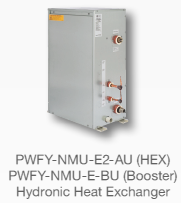 PWFY-NMU-E2-AU (HEX)
PWFY-NMU-E-BU (Booster)
Hydronic Heat Exchanger